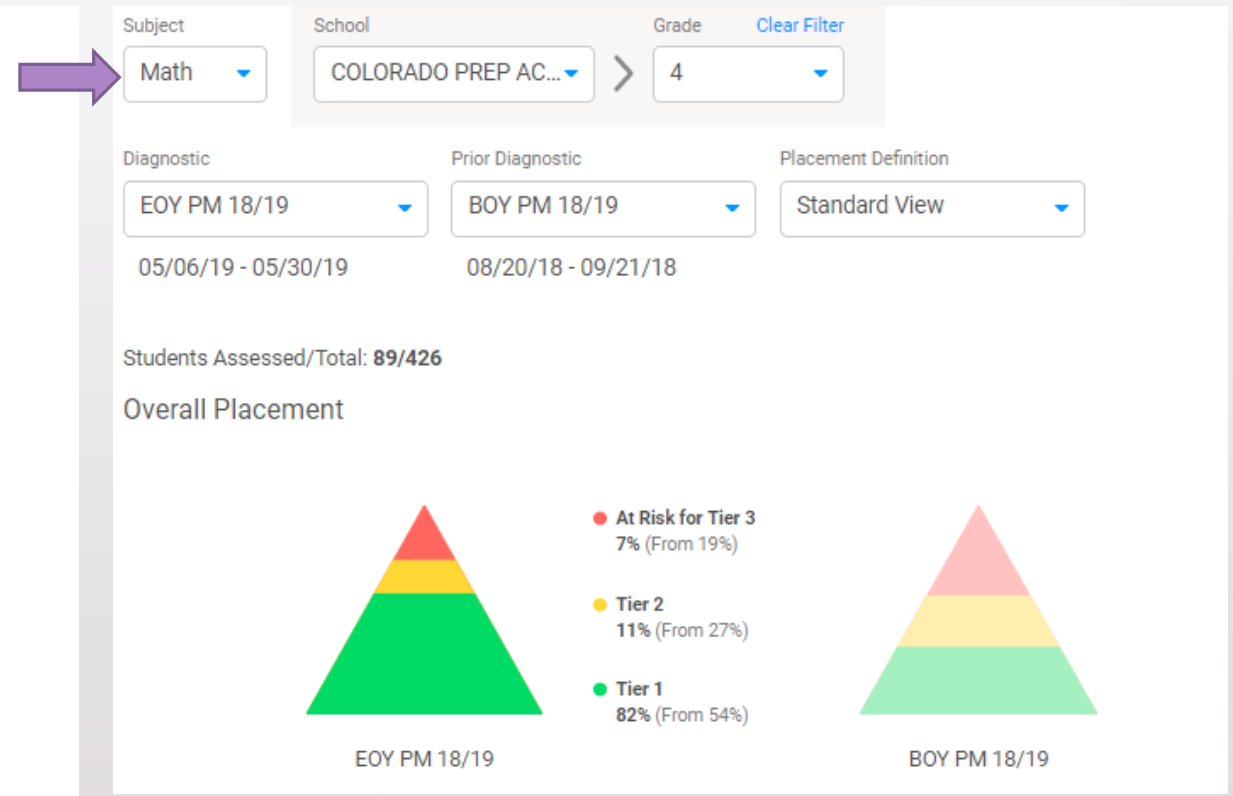 Subject
School
Grade
Clear Filter
Math
COLORADO PREP AC...
4
Diagnostic
Prior Diagnostic
Placement Definition
EOY PM 18/19
BOY PM 18/19
Standard View
05/06/19 - 05/30/19
08/20/18 - 09/21/18
Students Assessed/Total: 89/426
Overall Placement
At Risk for Tier 3
7% (From 19%)
Tier 2
11% (From 27%)
Tier 1
82% (From 54%)
EOY PM 18/19
BOY PM 18/19